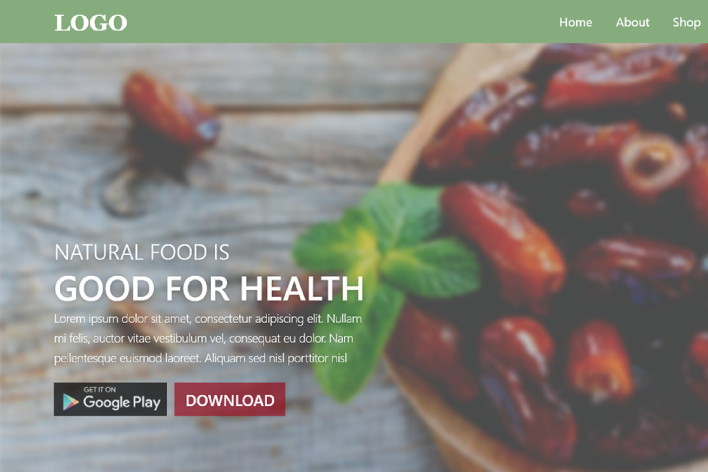 LOGO
Home About Shop
NATURAL FOOD IS
GOOD FOR HEALTH
Lorem ipsum dolor sit amet, consectetur adipiscing elit. Nullam
mi felis, auctor vitae vestibulum vel, consequat eu dolor. Nam
pellentesque euismod laoreet. Aliquam sed nisl porttitor nisl
GET IT ON
Google Play
DOWNLOAD